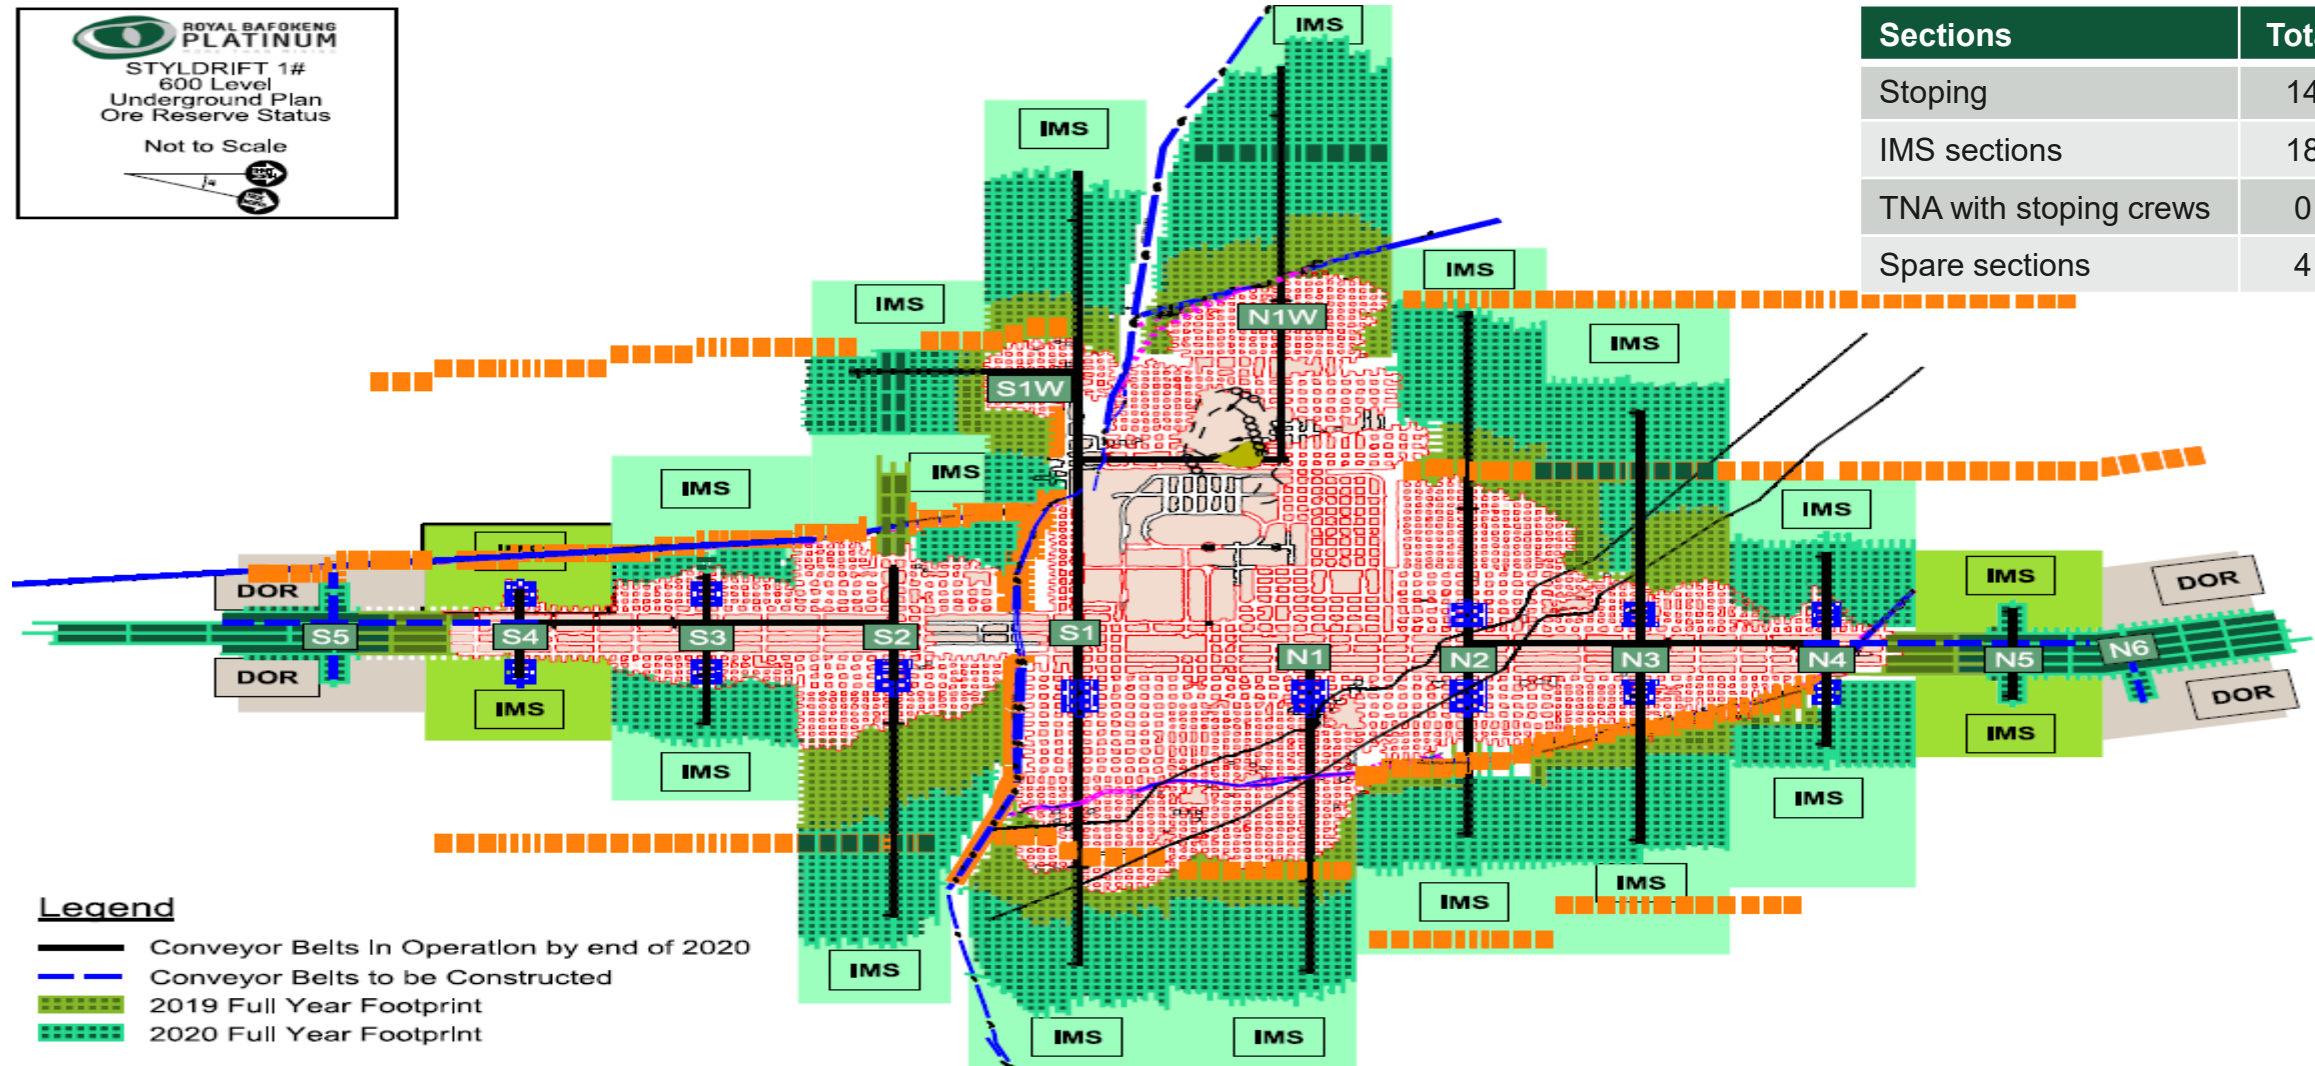 ROYAL BAFOKENG
PLATINUM
MORE THAN MINING
STYLDRIFT 1#
600 Level
Underground Plan
Ore Reserve Status
Not to Scale
Sections Tot
Stoping 14
IMS sections 18
TNA with stoping crews 0
Spare sections 4
IMS
IMS
IMS
IMS
N1W
IMS
S1W
IMS
IMS
IMS
IMS
DOR
IMS
DOR
S5
S4
S3
S2
S1
N1
N2
N3
N4
N5
N6
DOR
IMS
DOR
IMS
IMS
IMS
IMS
IMS
IMS
IMS
IMS
Legend
Conveyor Belts In Operation by end of 2020
Conveyor Belts to be Constructed
2019 Full Year Footprint
2020 Full Year Footprint